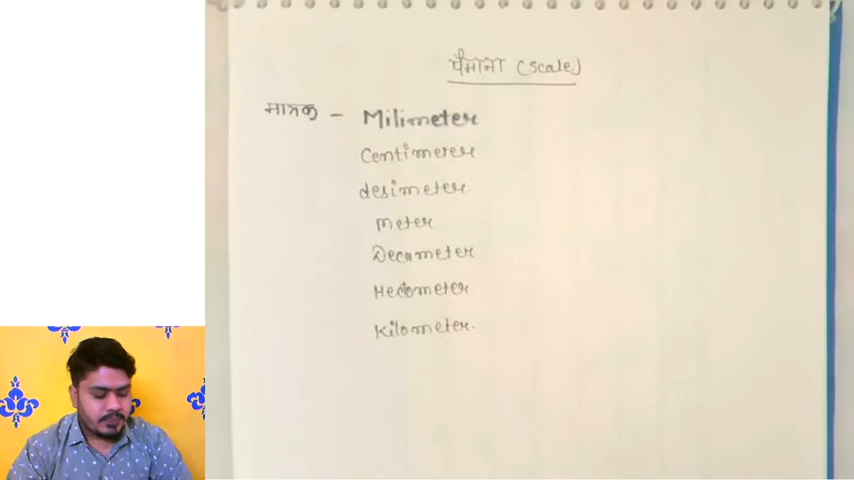 पैमाना (scale)
मात्रक - Milimeter
Centimeter
desimeter
meter
Decameter
Hectometer
Kilometer.